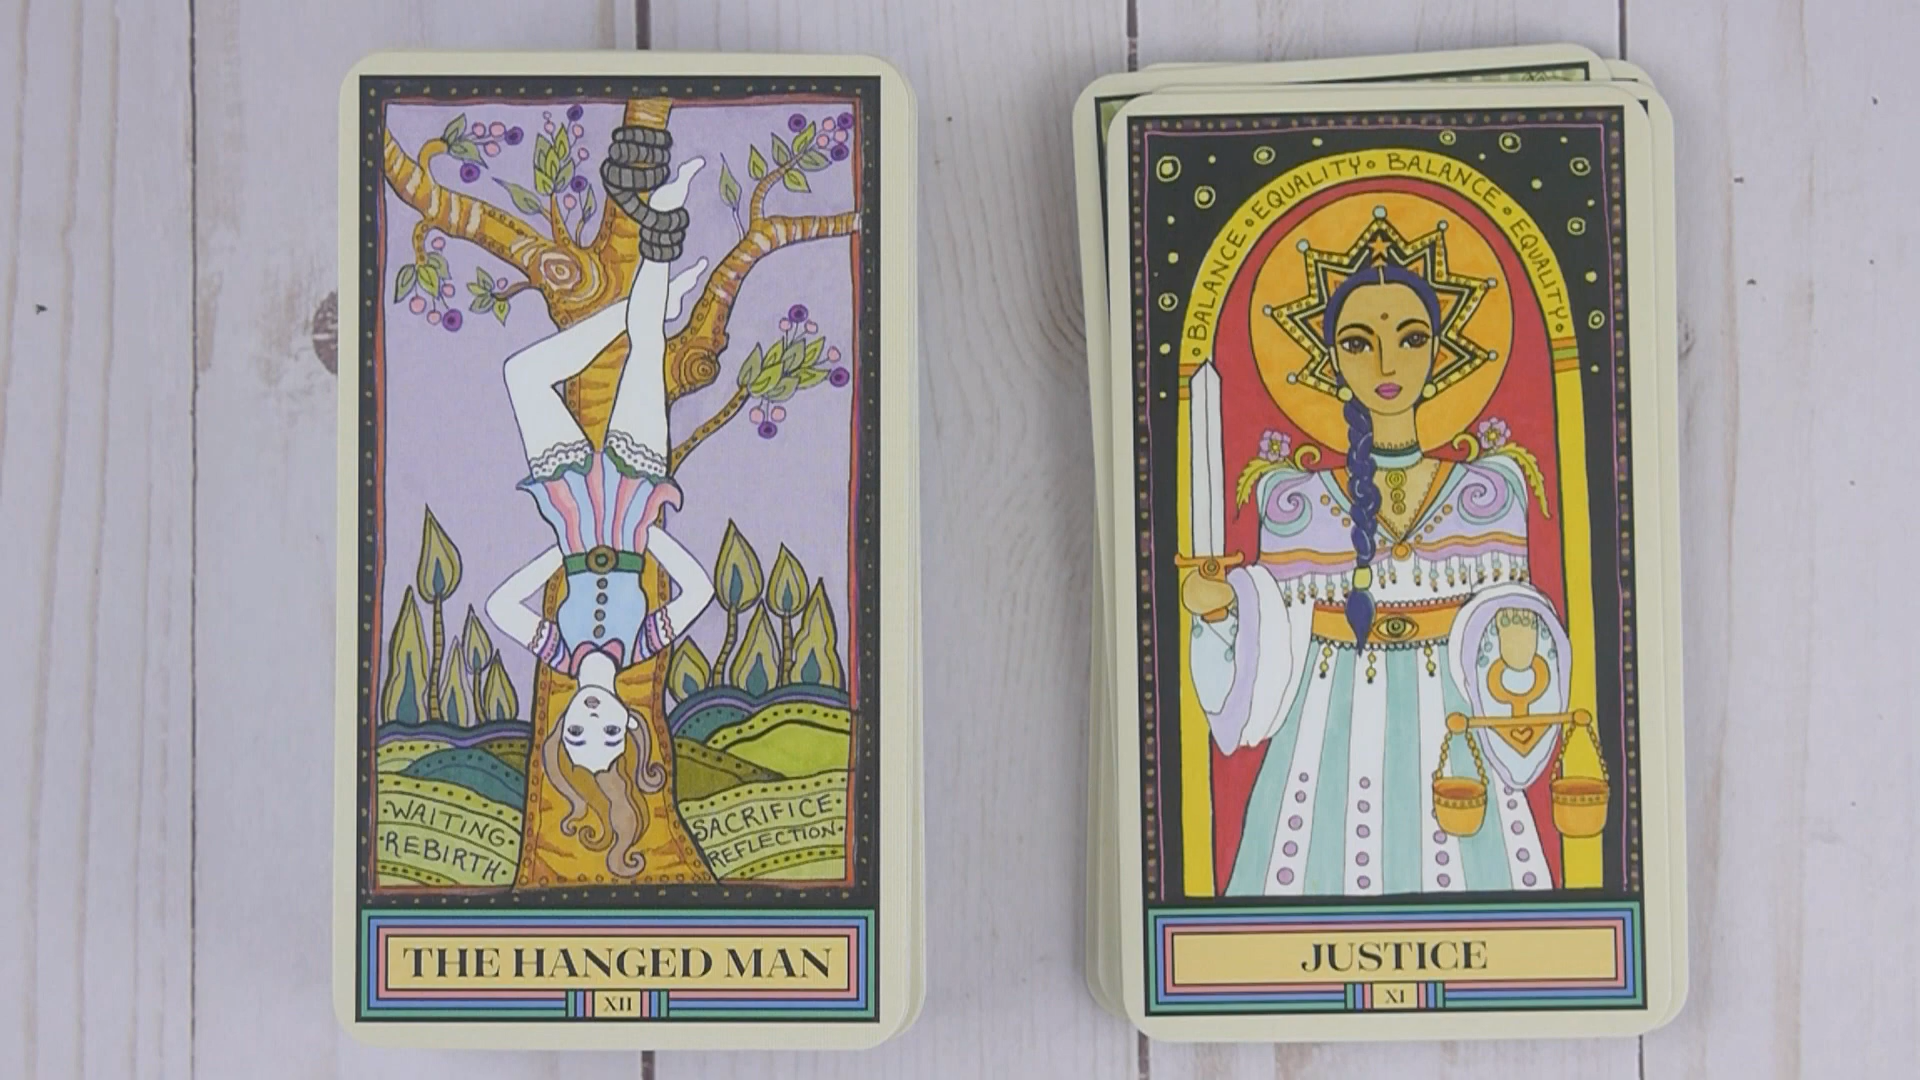 WAITING
REBIRTH
SACRIFICE
REFLECTION
THE HANGED MAN
XII
BALANCE EQUALITY BALANCE EQUALITY
JUSTICE
XI